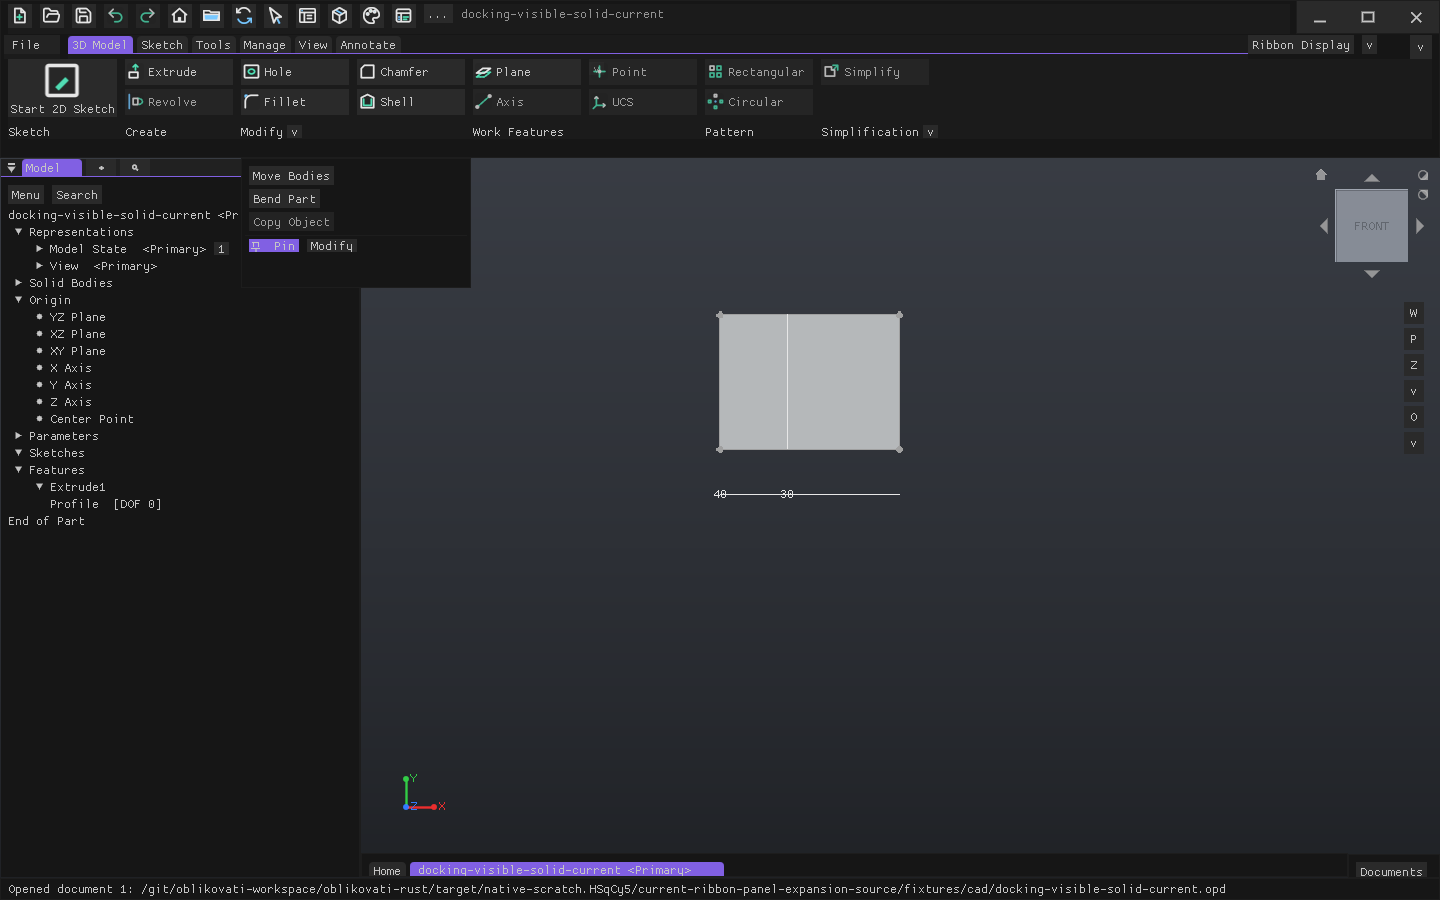 ... docking-visible-solid-current
File 3D Model Sketch Tools Manage View Annotate Ribbon Display v v
Extrude Hole Chamfer Plane Point Rectangular Simplify
Start 2D Sketch Revolve Fillet Shell Axis UCS Circular
Sketch Create Modify v Work Features Pattern Simplification v
Model
Menu Search
docking-visible-solid-current <Pr
Representations
Model State <Primary> 1
View <Primary>
Solid Bodies
Origin
YZ Plane
XZ Plane
XY Plane
X Axis
Y Axis
Z Axis
Center Point
Parameters
Sketches
Features
Extrude1
Profile [DOF 0]
End of Part
Move Bodies
Bend Part
Copy Object
Pin Modify
FRONT
W
P
Z
v
O
v
40 30
Y
Z X
Home docking-visible-solid-current <Primary> Documents
Opened document 1: /git/oblikovati-workspace/oblikovati-rust/target/native-scratch.HSqCy5/current-ribbon-panel-expansion-source/fixtures/cad/docking-visible-solid-current.opd